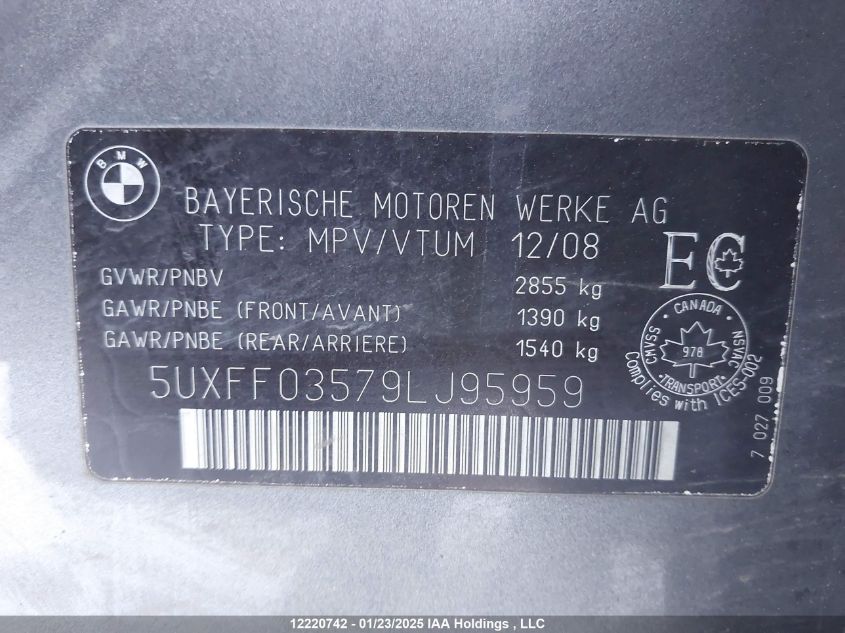 BMW
BAYERISCHE MOTOREN WERKE AG
TYPE: MPV/VTUM 12/08
EC
GVWR/PNBV 2855 kg
GAWR/PNBE (FRONT/AVANT) 1390 kg
GAWR/PNBE (REAR/ARRIERE) 1540 kg
5UXFF03579LJ95959
CANADA
CMVSS
978
NSVAC
TRANSPORT
Complies with ICES-002
7 027 009
12220742 - 01/23/2025 IAA Holdings , LLC